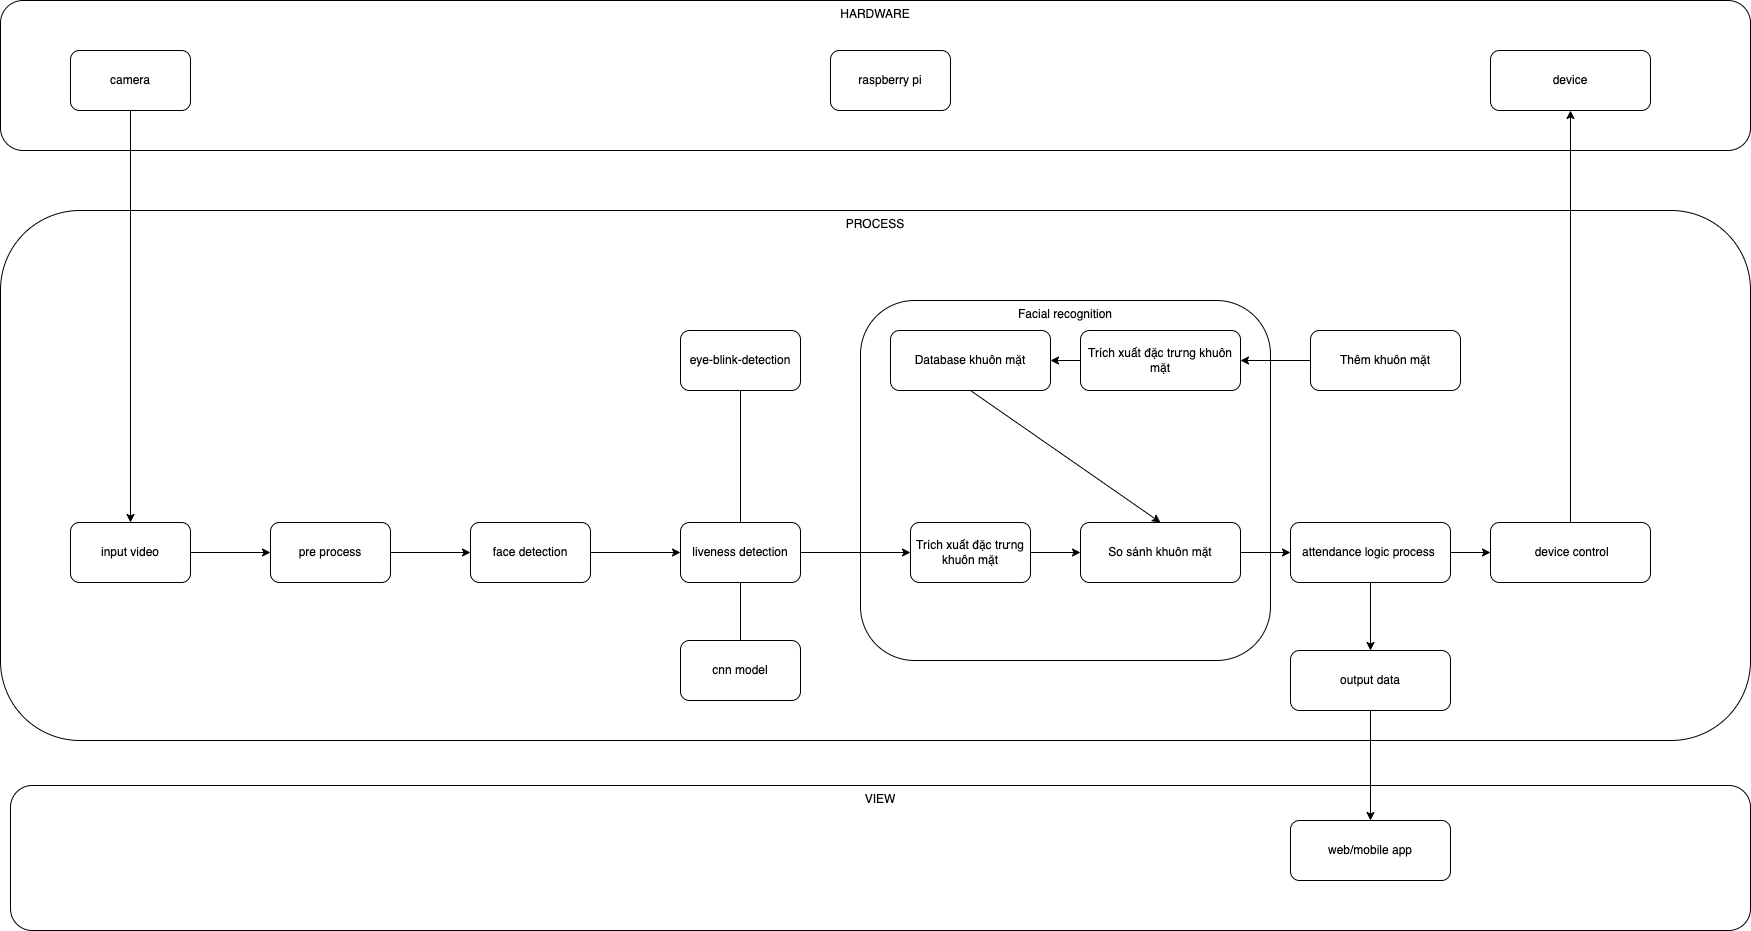 HARDWARE
camera
raspberry pi
device
PROCESS
Facial recognition
eye-blink-detection
Database khuôn mặt
Trích xuất đặc trưng khuôn
mặt
Thêm khuôn mặt
input video
pre process
face detection
liveness detection
Trích xuất đặc trưng
khuôn mặt
So sánh khuôn mặt
attendance logic process
device control
cnn model
output data
VIEW
web/mobile app